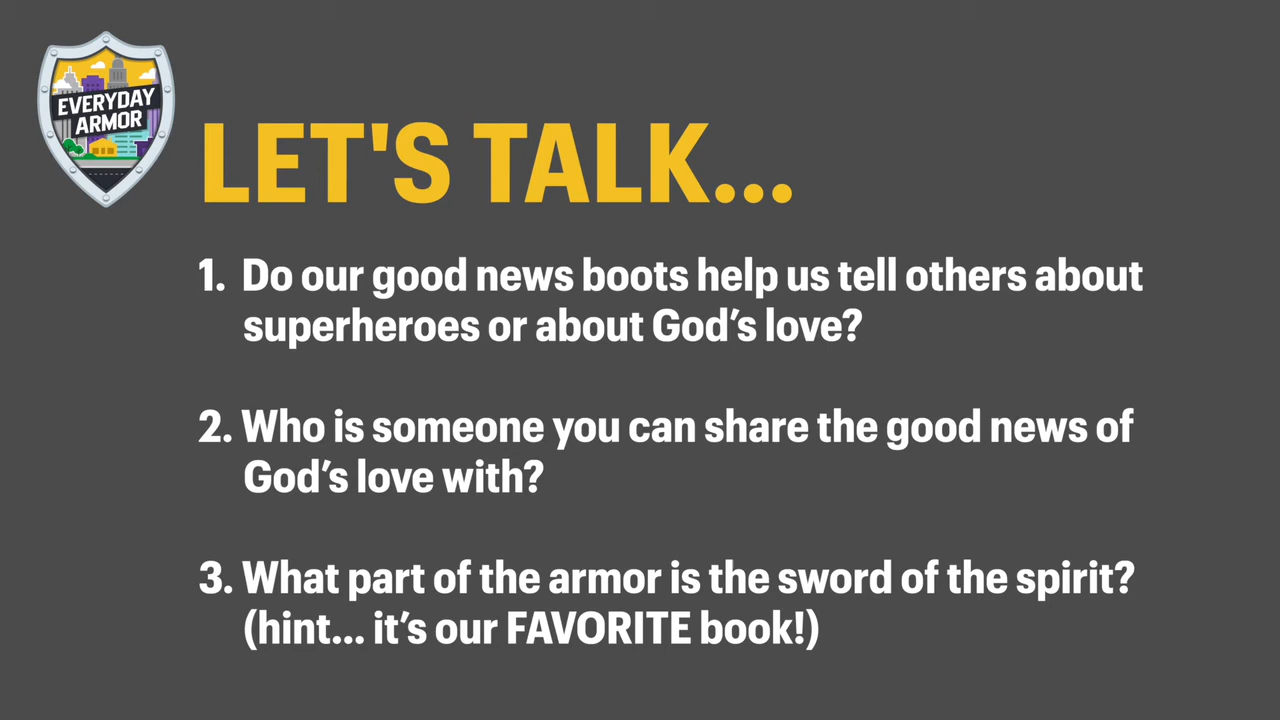 EVERYDAY
ARMOR
LET'S TALK...
1. Do our good news boots help us tell others about
superheroes or about God’s love?
2. Who is someone you can share the good news of
God’s love with?
3. What part of the armor is the sword of the spirit?
(hint... it’s our FAVORITE book!)